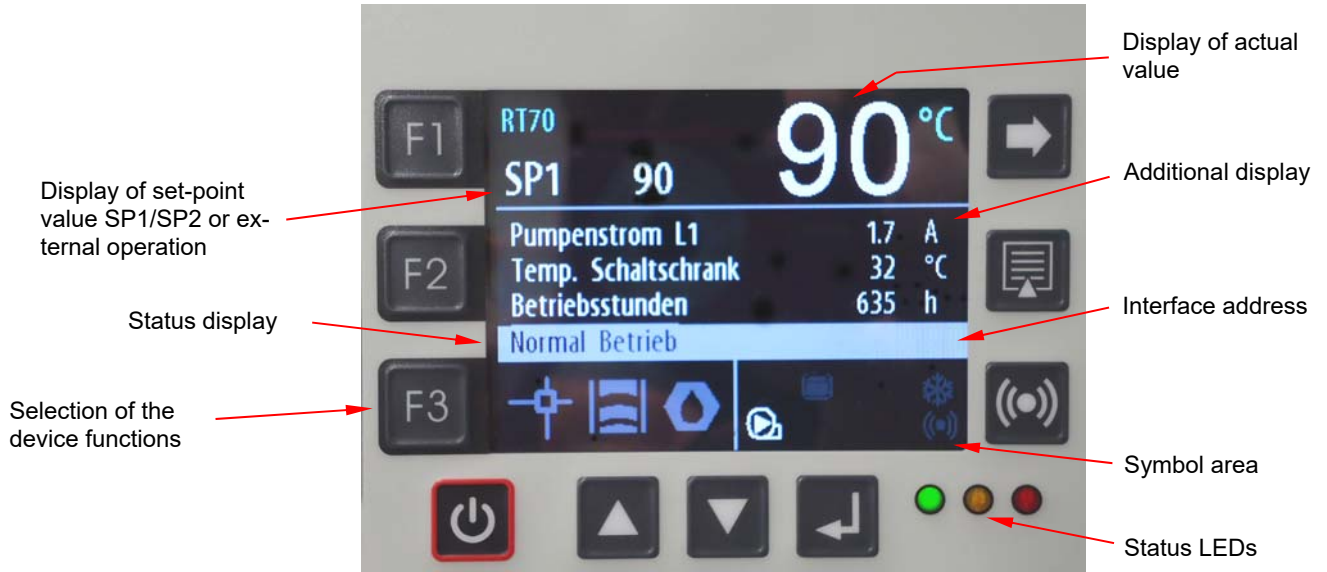 Display of actual
value
F1
RT70
90 °C
SP1 90
Additional display
Display of set-point
value SP1/SP2 or ex-
ternal operation
F2
Pumpenstrom L1 1.7 A
Temp. Schaltschrank 32 °C
Betriebsstunden 635 h
Interface address
Status display
Normal Betrieb
F3
Selection of the
device functions
Symbol area
Status LEDs